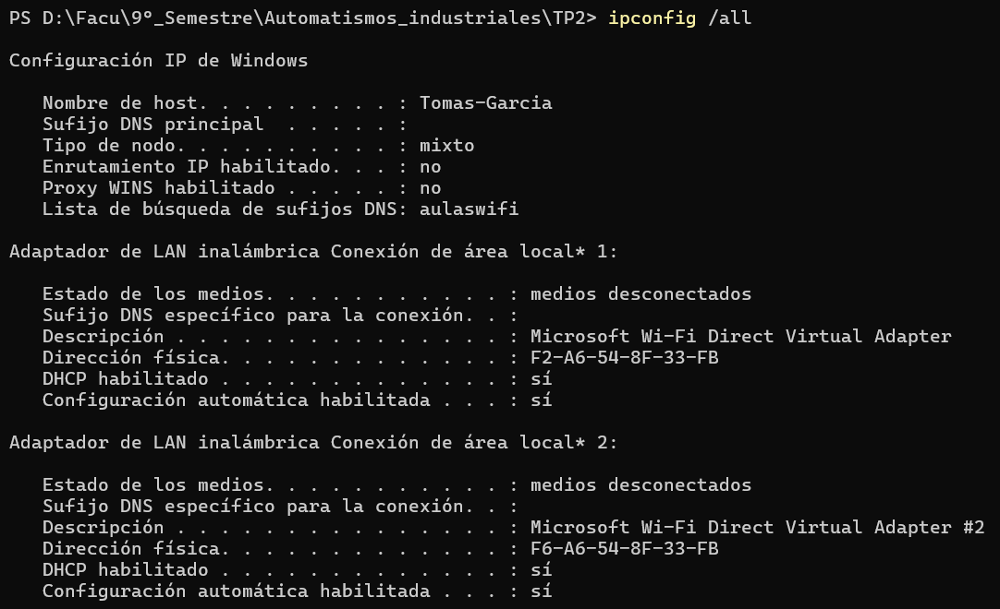 PS D:\Facu\9°_Semestre\Automatismos_industriales\TP2> ipconfig /all
Configuración IP de Windows
Nombre de host. . . . . . . . . : Tomas-Garcia
Sufijo DNS principal  . . . . . :
Tipo de nodo. . . . . . . . . . : mixto
Enrutamiento IP habilitado. . . : no
Proxy WINS habilitado . . . . . : no
Lista de búsqueda de sufijos DNS: aulaswifi
Adaptador de LAN inalámbrica Conexión de área local* 1:
Estado de los medios. . . . . . . . . . . : medios desconectados
Sufijo DNS específico para la conexión. . :
Descripción . . . . . . . . . . . . . . . : Microsoft Wi-Fi Direct Virtual Adapter
Dirección física. . . . . . . . . . . . . : F2-A6-54-8F-33-FB
DHCP habilitado . . . . . . . . . . . . . : sí
Configuración automática habilitada . . . : sí
Adaptador de LAN inalámbrica Conexión de área local* 2:
Estado de los medios. . . . . . . . . . . : medios desconectados
Sufijo DNS específico para la conexión. . :
Descripción . . . . . . . . . . . . . . . : Microsoft Wi-Fi Direct Virtual Adapter #2
Dirección física. . . . . . . . . . . . . : F6-A6-54-8F-33-FB
DHCP habilitado . . . . . . . . . . . . . : sí
Configuración automática habilitada . . . : sí